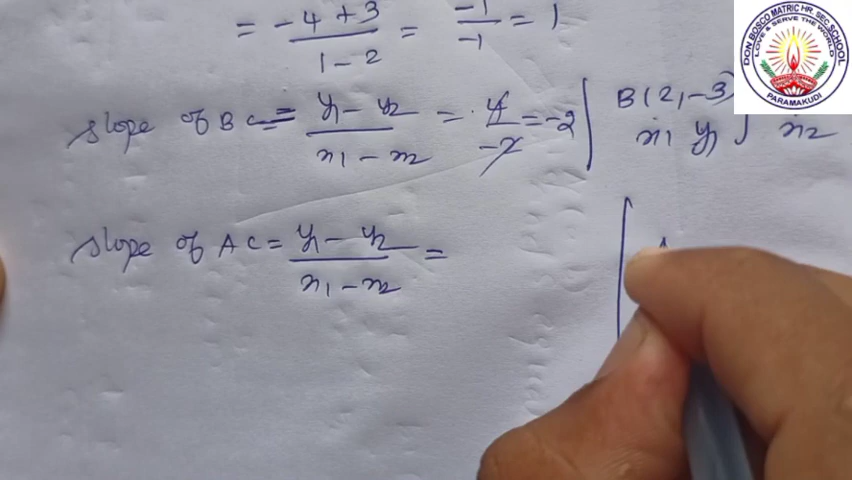 = -4+3 / 1-2 = -1 / -1 = 1
DON BOSCO MATRIC HR. SEC. SCHOOL
LOVE & SERVE THE WORLD
PARAMAKUDI
slope of BC = y1 - y2 / x1 - x2 = 4 / -2 = -2
B(2,-3)
x1 y1 x2
slope of AC = y1 - y2 / x1 - x2 =
A